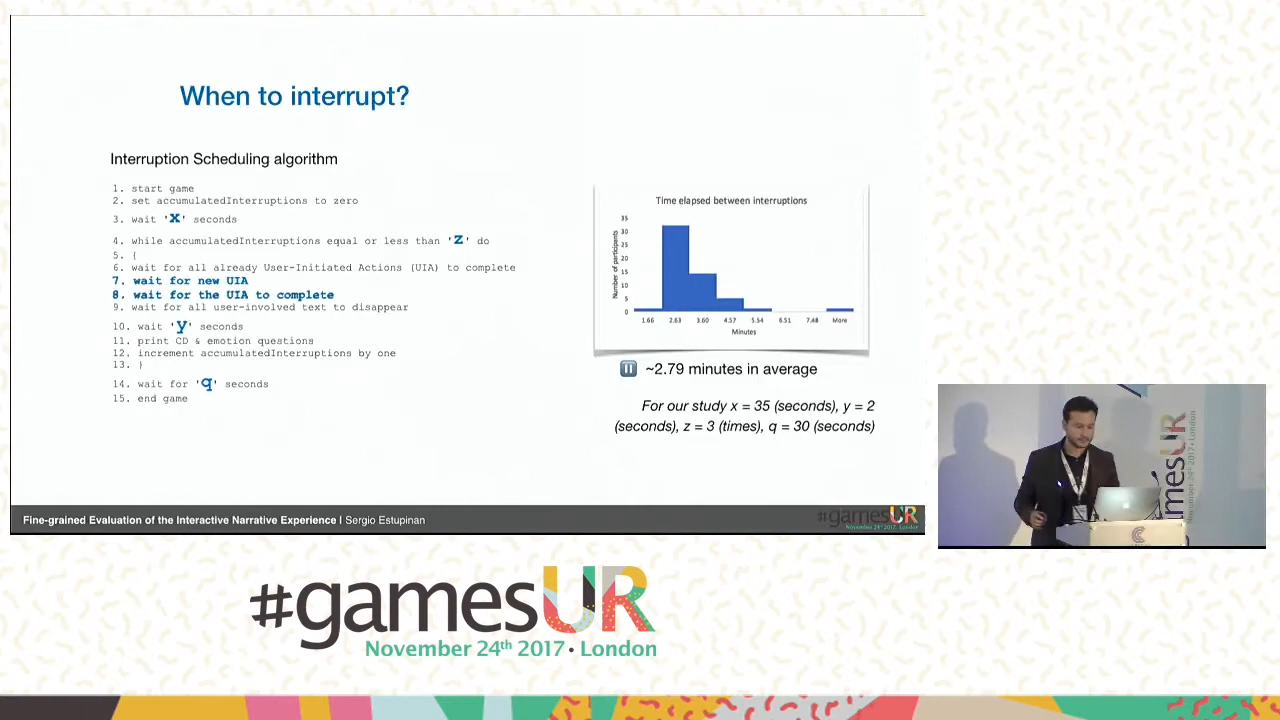 When to interrupt?
Interruption Scheduling algorithm
1. start game
2. set accumulatedInterruptions to zero
3. wait 'x' seconds
4. while accumulatedInterruptions equal or less than 'z' do
5. {
6. wait for all already User-Initiated Actions (UIA) to complete
7. wait for new UIA
8. wait for the UIA to complete
9. wait for all user-involved text to disappear
10. wait 'y' seconds
11. print CD & emotion questions
12. increment accumulatedInterruptions by one
13. }
14. wait for 'q' seconds
15. end game
Time elapsed between interruptions
Number of participants
35
30
25
20
15
10
5
0
1.66 2.63 3.60 4.57 5.54 6.51 7.48 More
Minutes
~2.79 minutes in average
For our study x = 35 (seconds), y = 2
(seconds), z = 3 (times), q = 30 (seconds)
Fine-grained Evaluation of the Interactive Narrative Experience | Sergio Estupinan
#gamesUR
November 24th 2017 • London
amesUR
November 24th 2017 • London
#gamesUR
November 24th 2017 • London